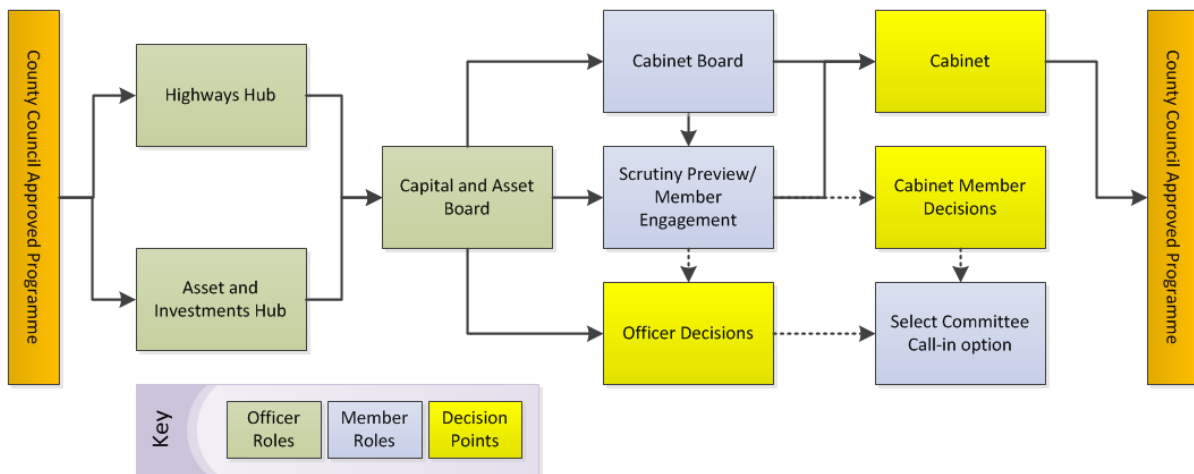 County Council Approved Programme
Highways Hub
Asset and
Investments Hub
Capital and Asset
Board
Cabinet Board
Scrutiny Preview/
Member
Engagement
Officer Decisions
Cabinet
Cabinet Member
Decisions
Select Committee
Call-in option
County Council Approved Programme
Key
Officer
Roles
Member
Roles
Decision
Points